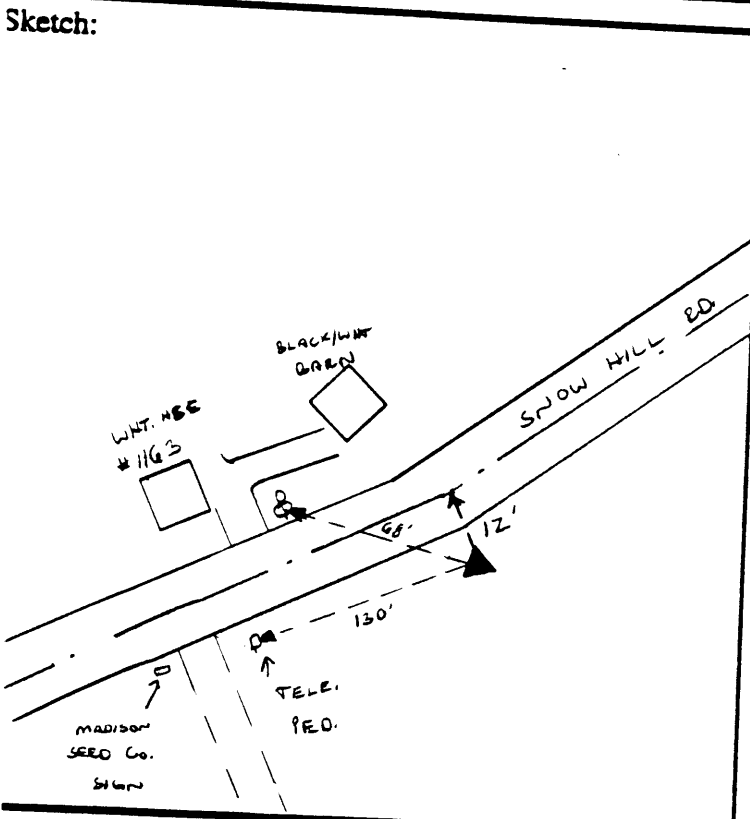 Sketch:
BLACK/WHT
BARN
SNOW HILL RD.
WHT. HSE
#1163
68'
12'
130'
TELE.
PED.
MADISON
SEED Co.
SIGN